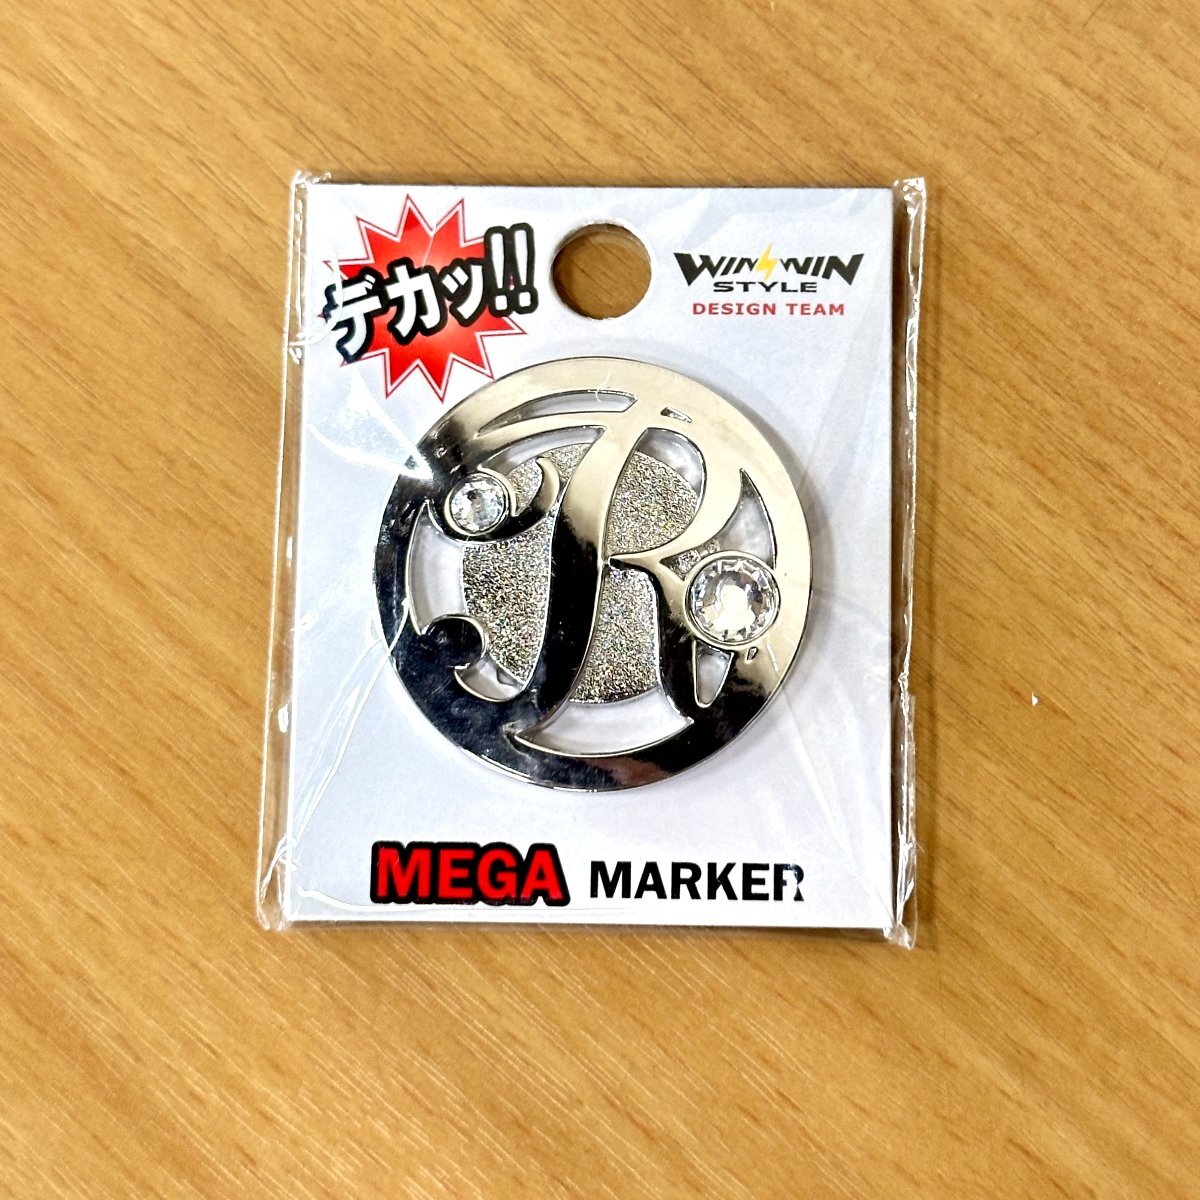 デカッ!!
WIN WIN
STYLE
DESIGN TEAM
R
MEGA MARKER